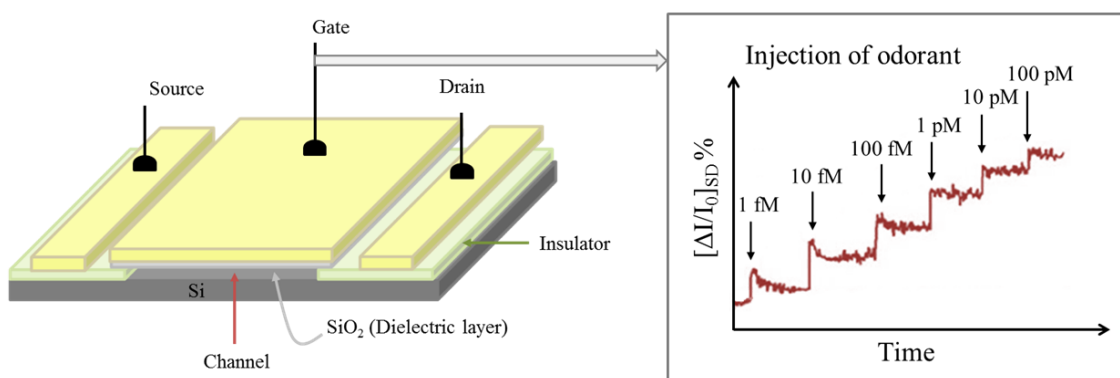 Gate
Source
Drain
Insulator
Si
SiO₂ (Dielectric layer)
Channel
Injection of odorant
100 pM
10 pM
1 pM
100 fM
10 fM
1 fM
[ΔI/I₀]SD%
Time